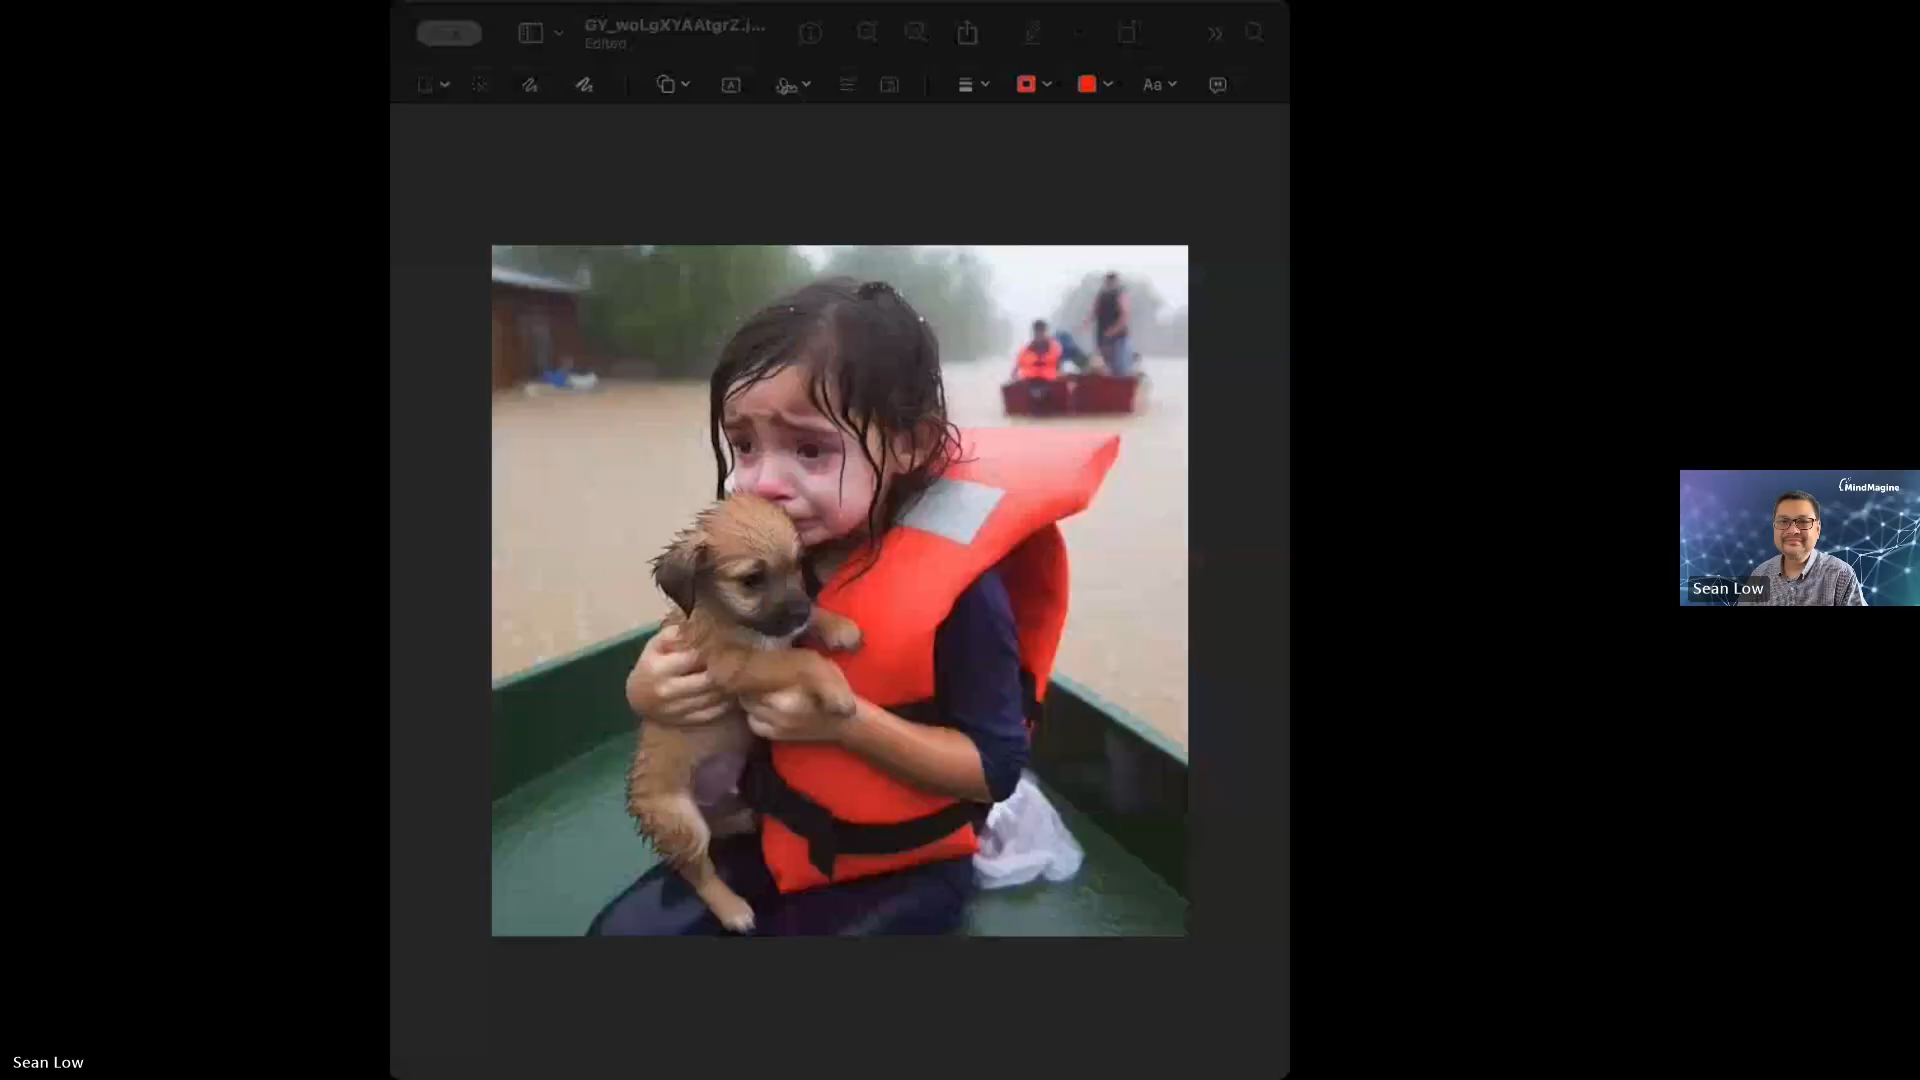 GY_woLgXYAAtgrZ.j...
Edited
A
Aa
MindMagine
Sean Low
Sean Low